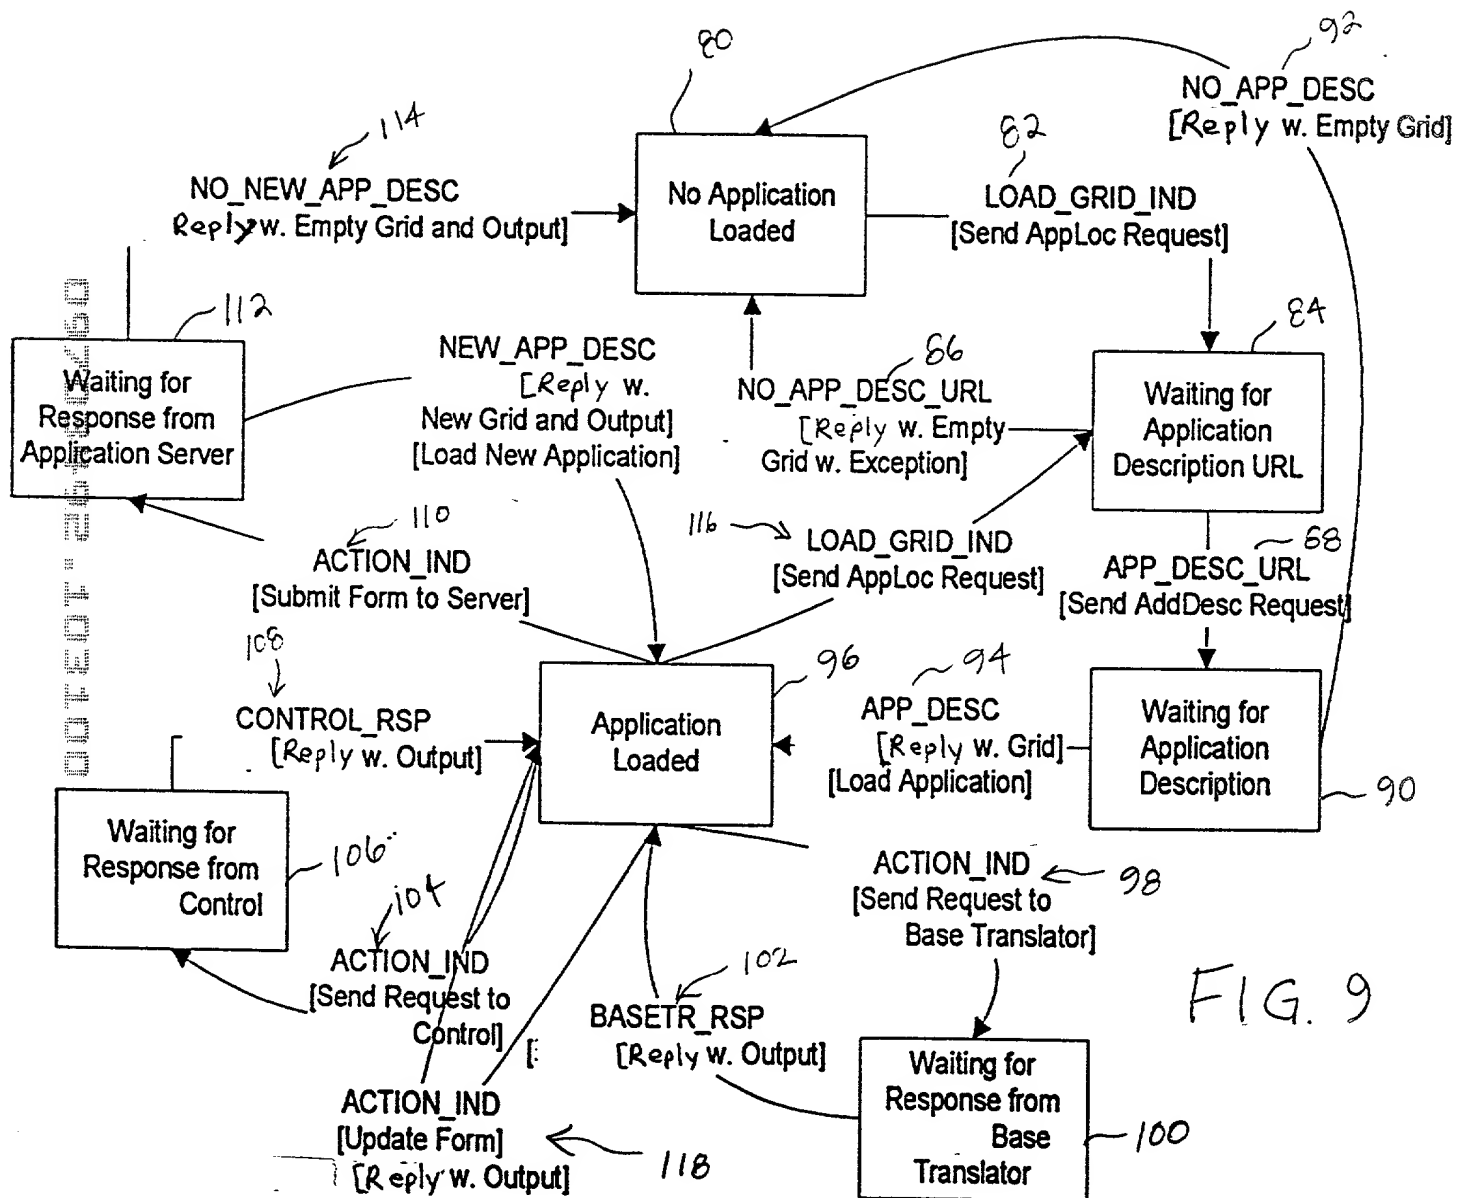 80
92
NO_APP_DESC
[Reply w. Empty Grid]
114
NO_NEW_APP_DESC
Reply w. Empty Grid and Output]
No Application
Loaded
82
LOAD_GRID_IND
[Send AppLoc Request]
112
Waiting for
Response from
Application Server
NEW_APP_DESC
[Reply w.
New Grid and Output]
[Load New Application]
86
NO_APP_DESC_URL
[Reply w. Empty
Grid w. Exception]
84
Waiting for
Application
Description URL
110
ACTION_IND
[Submit Form to Server]
116
LOAD_GRID_IND
[Send AppLoc Request]
88
APP_DESC_URL
[Send AddDesc Request]
108
CONTROL_RSP
[Reply w. Output]
96
Application
Loaded
94
APP_DESC
[Reply w. Grid]
[Load Application]
Waiting for
Application
Description
90
Waiting for
Response from
Control
106
104
ACTION_IND
[Send Request to
Control]
ACTION_IND
[Send Request to
Base Translator]
98
102
BASETR_RSP
[Reply w. Output]
[
ACTION_IND
[Update Form]
[Reply w. Output]
118
Waiting for
Response from
Base
Translator
100
FIG. 9